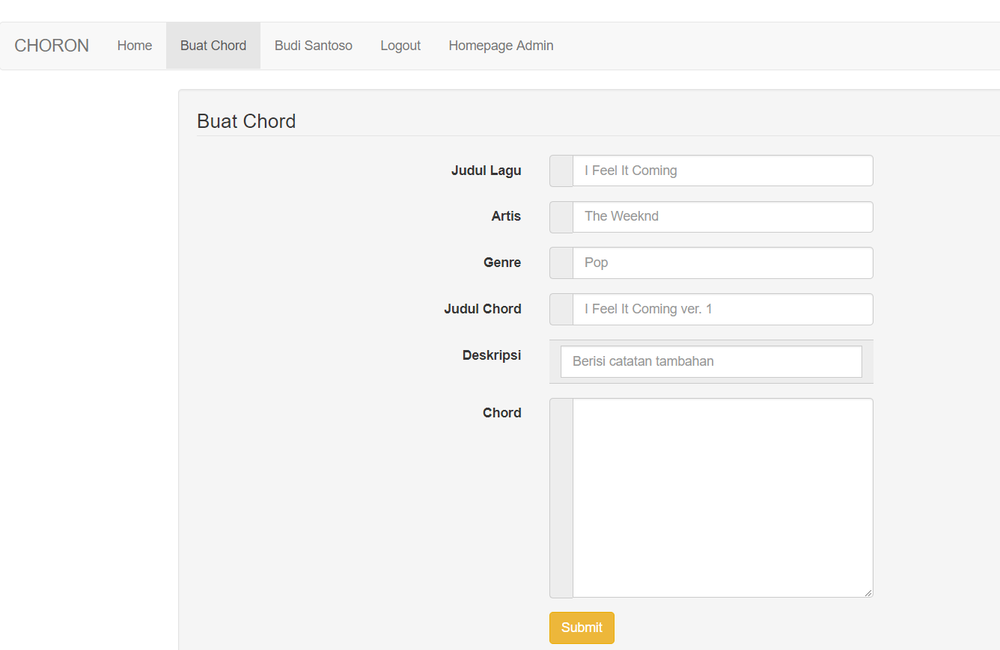 CHORON Home Buat Chord Budi Santoso Logout Homepage Admin
Buat Chord
Judul Lagu I Feel It Coming
Artis The Weeknd
Genre Pop
Judul Chord I Feel It Coming ver. 1
Deskripsi Berisi catatan tambahan
Chord
Submit